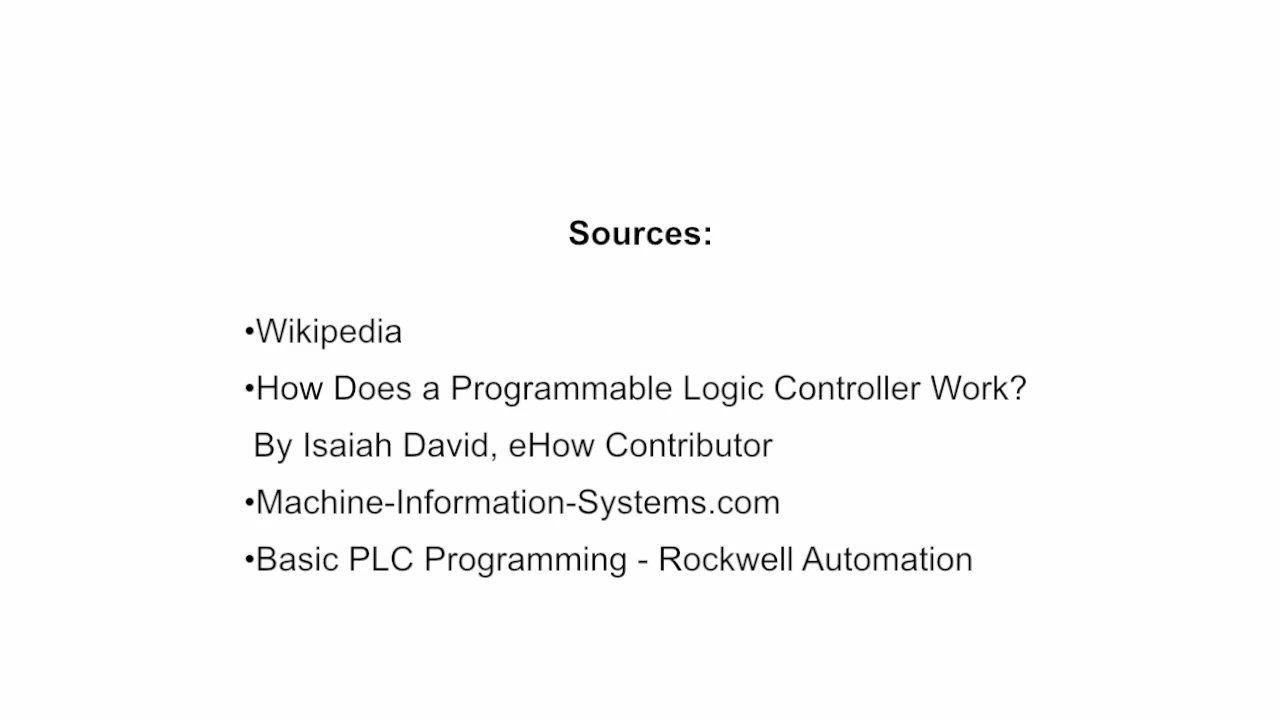 Sources:
•Wikipedia
•How Does a Programmable Logic Controller Work?
By Isaiah David, eHow Contributor
•Machine-Information-Systems.com
•Basic PLC Programming - Rockwell Automation